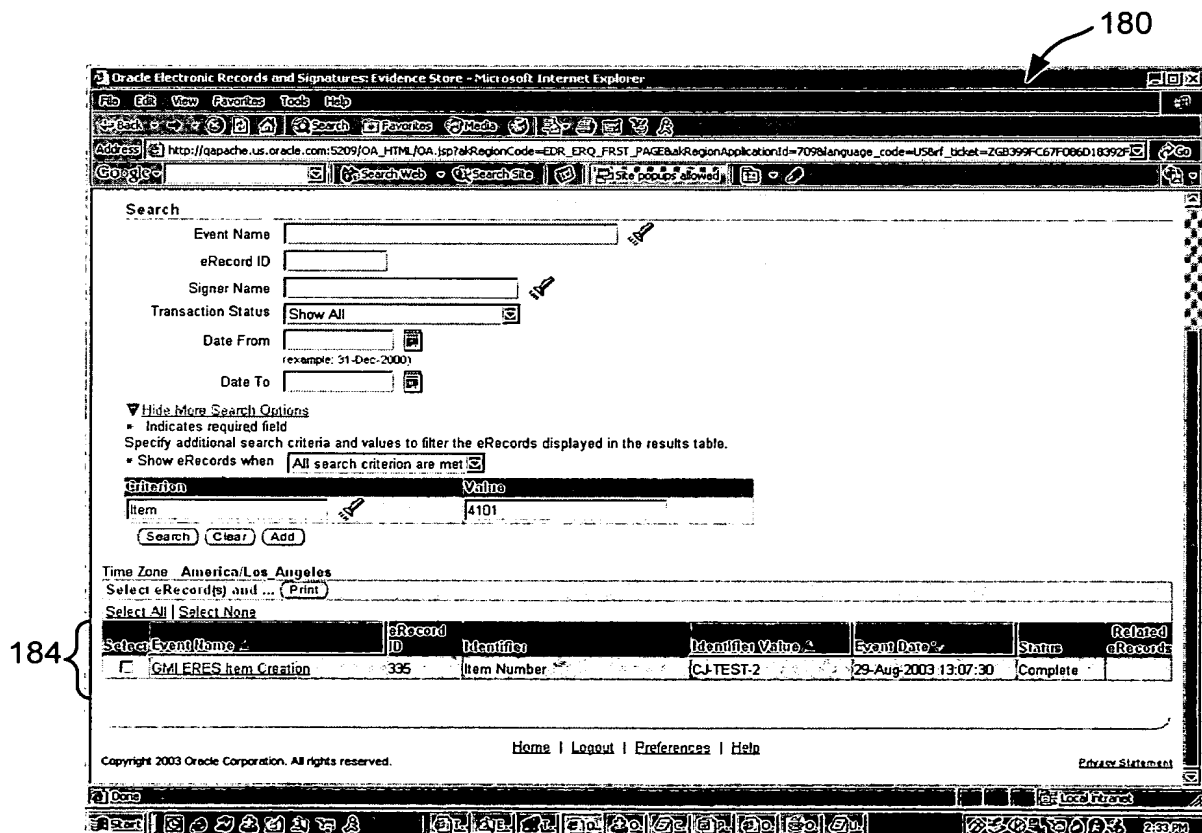 180
Oracle Electronic Records and Signatures: Evidence Store - Microsoft Internet Explorer
File Edit View Favorites Tools Help
Back Search Favorites Media
Address http://qapache.us.oracle.com:5209/OA_HTML/OA.jsp?akRegionCode=EDR_ERQ_FRST_PAGE&akRegionApplicationId=709&language_code=US&rf_ticket=ZGB399FC67F086D18392F Go
Google Search Web Search Site Site popups allowed
Search
Event Name
eRecord ID
Signer Name
Transaction Status Show All
Date From
(example: 31-Dec-2000)
Date To
Hide More Search Options
* Indicates required field
Specify additional search criteria and values to filter the eRecords displayed in the results table.
* Show eRecords when All search criterion are met
Criterion Value
Item 4101
Search Clear Add
Time Zone America/Los_Angeles
Select eRecord(s) and ... Print
Select All | Select None
184
Select Event Name eRecord ID Identifier Identifier Value Event Date Status Related eRecords
GMI ERES Item Creation 335 Item Number CJ-TEST-2 29-Aug-2003 13:07:30 Complete
Home | Logout | Preferences | Help
Copyright 2003 Oracle Corporation. All rights reserved. Privacy Statement
Done Local intranet
Start 2:53 PM